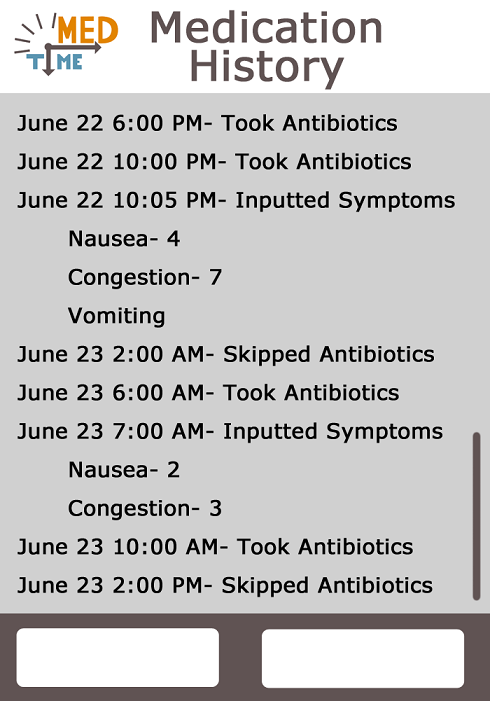 MED
TIME
Medication
History
June 22 6:00 PM- Took Antibiotics
June 22 10:00 PM- Took Antibiotics
June 22 10:05 PM- Inputted Symptoms
Nausea- 4
Congestion- 7
Vomiting
June 23 2:00 AM- Skipped Antibiotics
June 23 6:00 AM- Took Antibiotics
June 23 7:00 AM- Inputted Symptoms
Nausea- 2
Congestion- 3
June 23 10:00 AM- Took Antibiotics
June 23 2:00 PM- Skipped Antibiotics